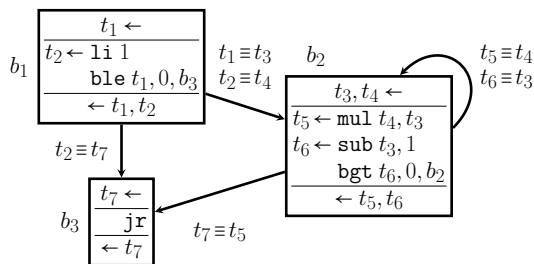 b₁
t₁ ←
t₂ ← li 1
ble t₁, 0, b₃
← t₁, t₂
t₁ ≡ t₃
t₂ ≡ t₄
b₂
t₃, t₄ ←
t₅ ← mul t₄, t₃
t₆ ← sub t₃, 1
bgt t₆, 0, b₂
← t₅, t₆
t₅ ≡ t₄
t₆ ≡ t₃
t₂ ≡ t₇
b₃
t₇ ←
jr
← t₇
t₇ ≡ t₅